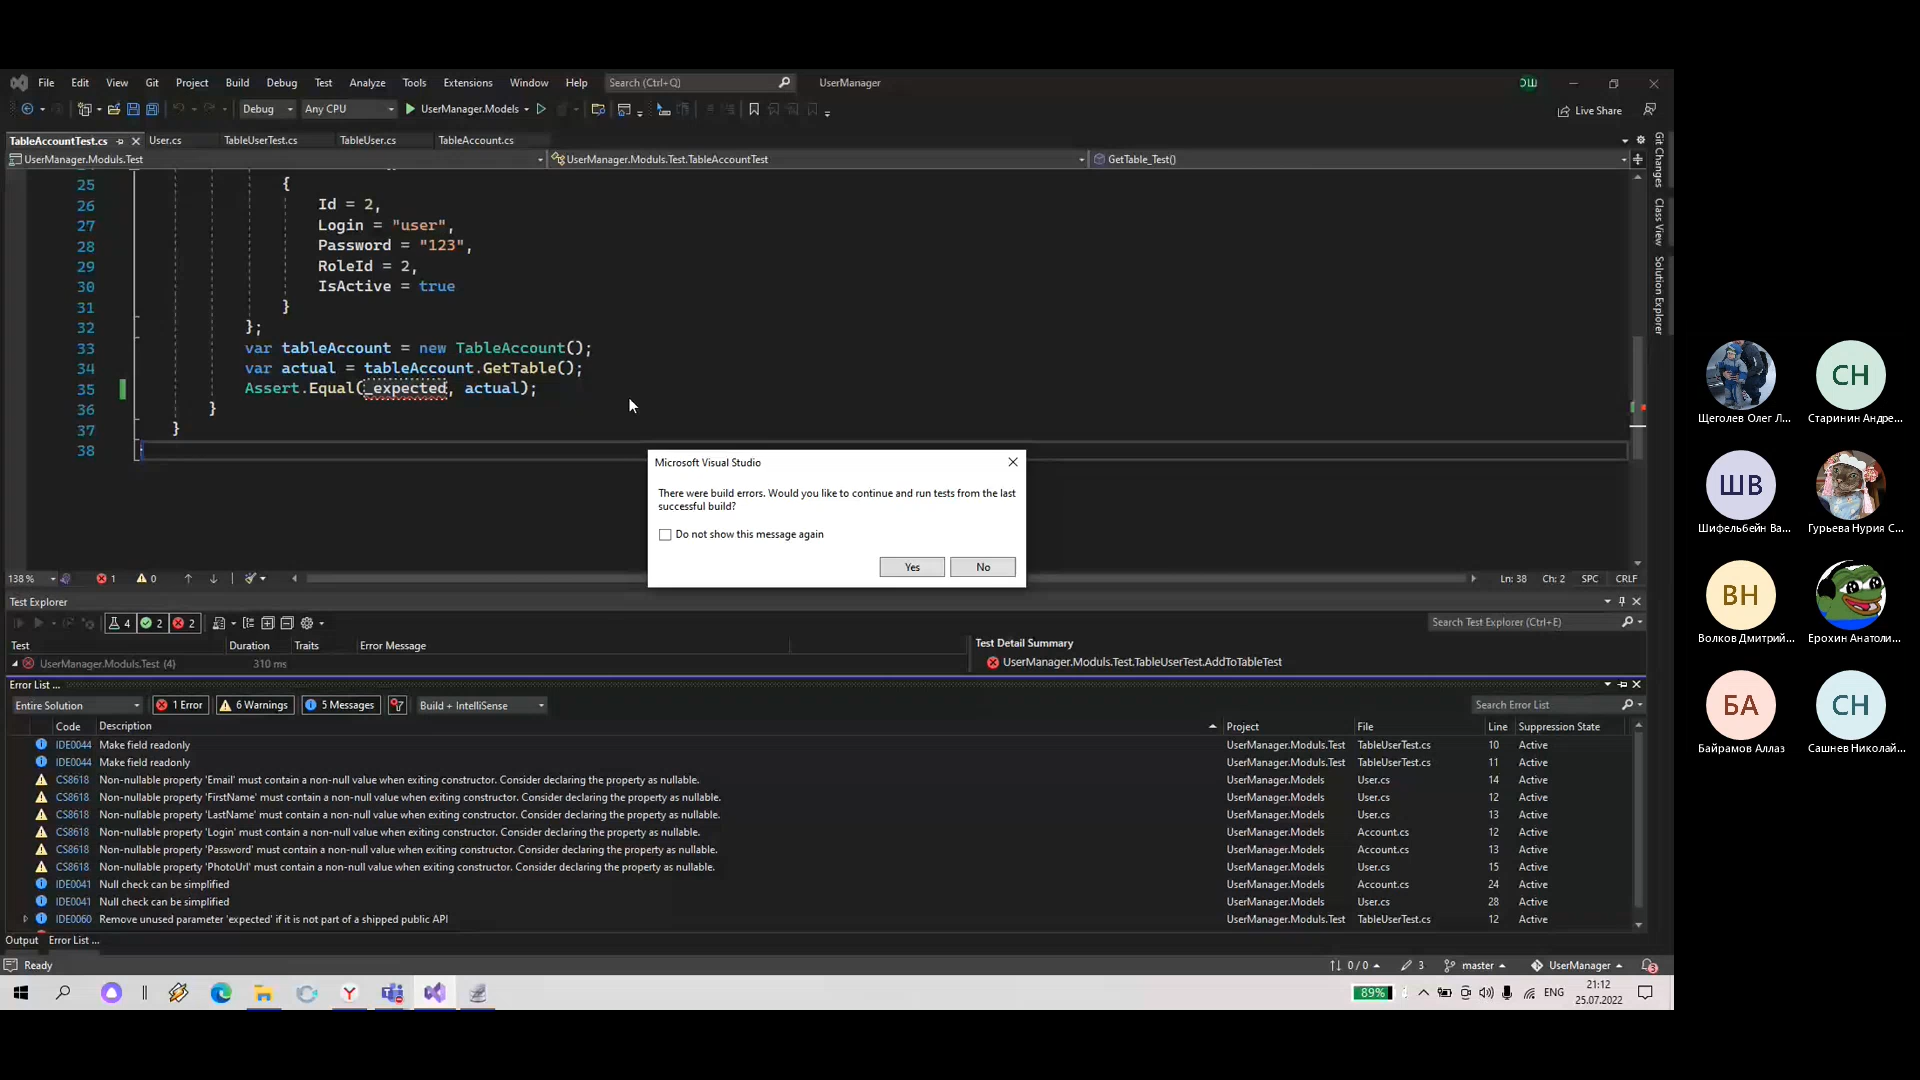 File Edit View Git Project Build Debug Test Analyze Tools Extensions Window Help Search (Ctrl+Q) UserManager ОШ
Debug Any CPU UserManager.Models Live Share
TableAccountTest.cs User.cs TableUserTest.cs TableUser.cs TableAccount.cs
UserManager.Moduls.Test UserManager.Moduls.Test.TableAccountTest GetTable_Test()
25 {
26 Id = 2,
27 Login = "user",
28 Password = "123",
29 RoleId = 2,
30 IsActive = true
31 }
32 };
33 var tableAccount = new TableAccount();
34 var actual = tableAccount.GetTable();
35 Assert.Equal(_expected, actual);
36 }
37 }
38
Git Changes
Class View
Solution Explorer
Microsoft Visual Studio
There were build errors. Would you like to continue and run tests from the last
successful build?
Do not show this message again
Yes No
138 % 1 0 Ln: 38 Ch: 2 SPC CRLF
Test Explorer
4 2 2 Search Test Explorer (Ctrl+E)
Test Duration Traits Error Message
UserManager.Moduls.Test (4) 310 ms
Test Detail Summary
UserManager.Moduls.Test.TableUserTest.AddToTableTest
Error List ...
Entire Solution 1 Error 6 Warnings 5 Messages Build + IntelliSense Search Error List
Code Description Project File Line Suppression State
IDE0044 Make field readonly UserManager.Moduls.Test TableUserTest.cs 10 Active
IDE0044 Make field readonly UserManager.Moduls.Test TableUserTest.cs 11 Active
CS8618 Non-nullable property 'Email' must contain a non-null value when exiting constructor. Consider declaring the property as nullable. UserManager.Models User.cs 14 Active
CS8618 Non-nullable property 'FirstName' must contain a non-null value when exiting constructor. Consider declaring the property as nullable. UserManager.Models User.cs 12 Active
CS8618 Non-nullable property 'LastName' must contain a non-null value when exiting constructor. Consider declaring the property as nullable. UserManager.Models User.cs 13 Active
CS8618 Non-nullable property 'Login' must contain a non-null value when exiting constructor. Consider declaring the property as nullable. UserManager.Models Account.cs 12 Active
CS8618 Non-nullable property 'Password' must contain a non-null value when exiting constructor. Consider declaring the property as nullable. UserManager.Models Account.cs 13 Active
CS8618 Non-nullable property 'PhotoUrl' must contain a non-null value when exiting constructor. Consider declaring the property as nullable. UserManager.Models User.cs 15 Active
IDE0041 Null check can be simplified UserManager.Models Account.cs 24 Active
IDE0041 Null check can be simplified UserManager.Models User.cs 28 Active
IDE0060 Remove unused parameter 'expected' if it is not part of a shipped public API UserManager.Moduls.Test TableUserTest.cs 12 Active
Output Error List ...
Ready 0 / 0 3 master UserManager 3
89% ENG 21:12
25.07.2022
СН
Щеголев Олег Л... Старинин Андре...
ШВ
Шифельбейн Ва... Гурьева Нурия С...
ВН
Волков Дмитрий... Ерохин Анатоли...
БА СН
Байрамов Аллаз Сашнев Николай...